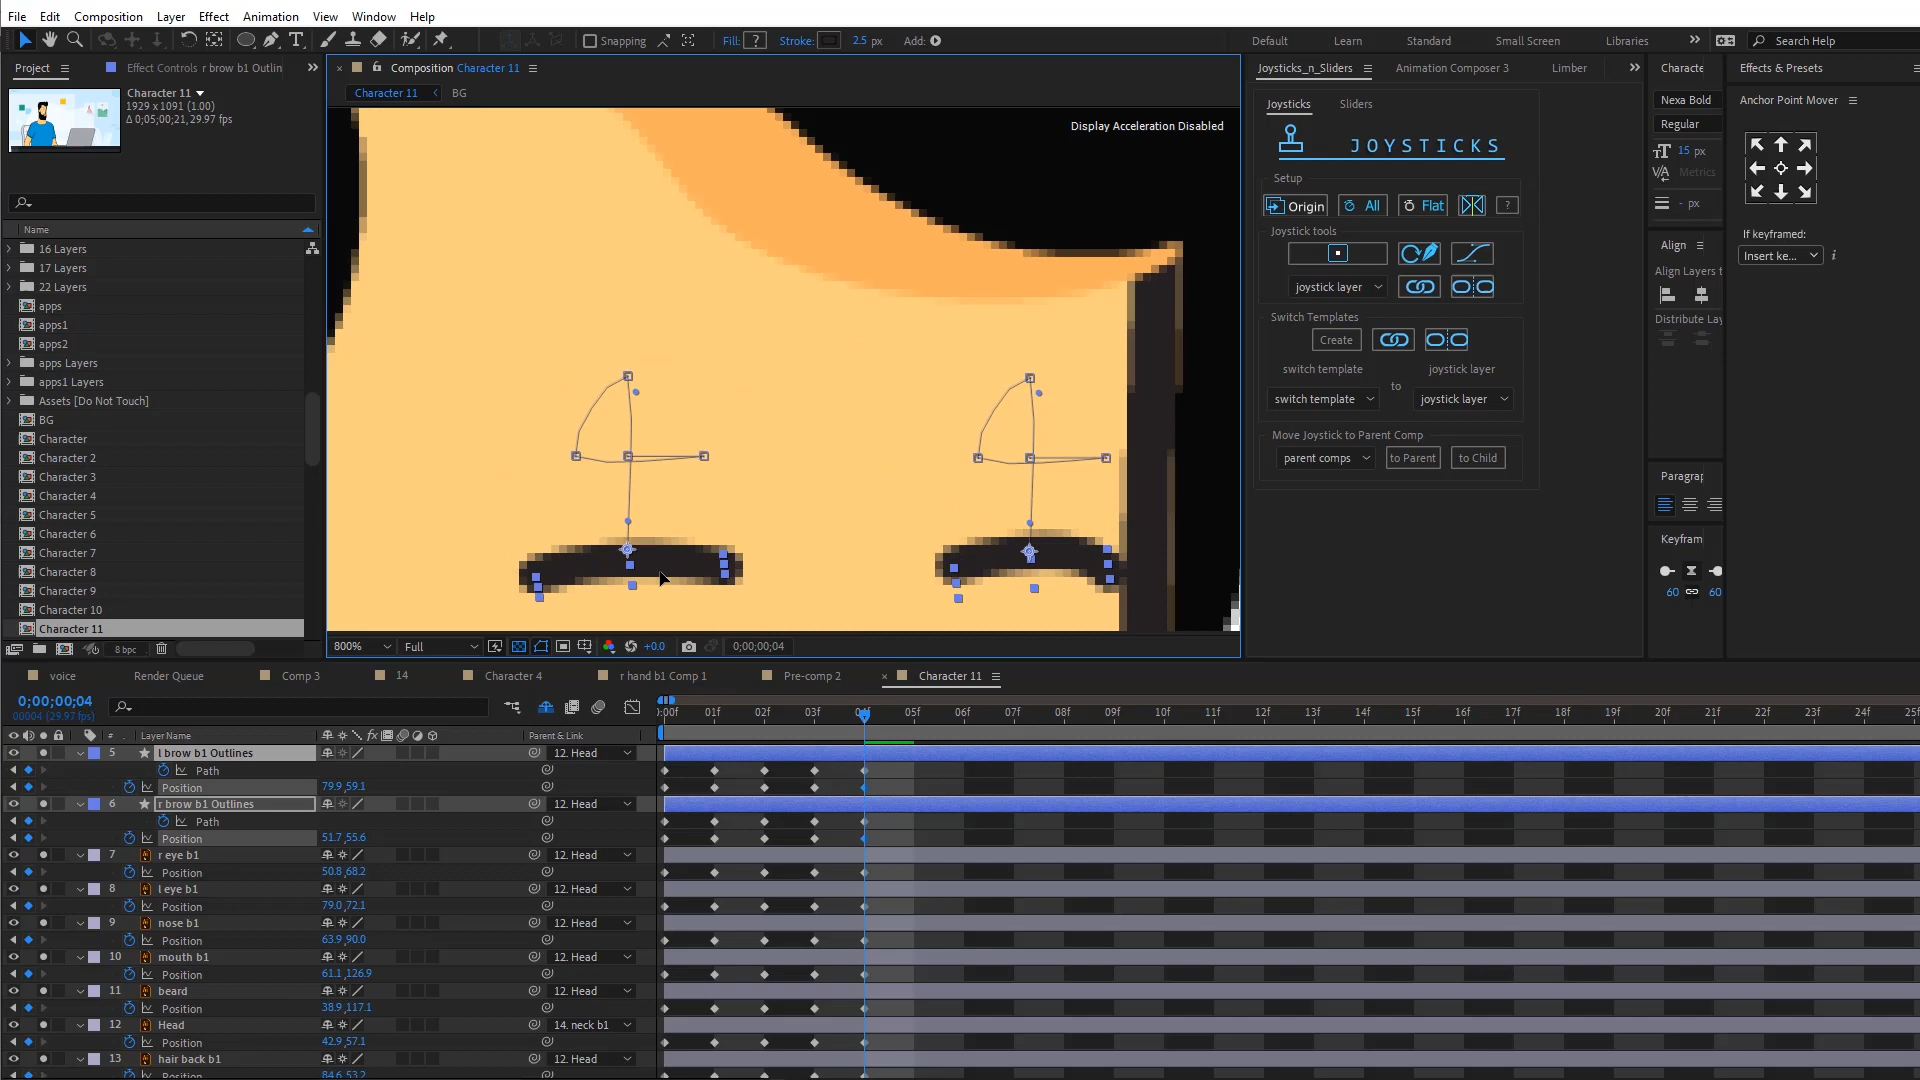 File Edit Composition Layer Effect Animation View Window Help
Snapping Fill: ? Stroke: 2.5 px Add: Default Learn Standard Small Screen Libraries Search Help
Project Effect Controls r brow b1 Outlin
Composition Character 11
Joysticks_n_Sliders Animation Composer 3 Limber
Characte Effects & Presets
Character 11
1929 x 1091 (1.00)
Δ 0;05;00;21, 29.97 fps
Character 11 BG
Display Acceleration Disabled
Joysticks Sliders
JOYSTICKS
Setup
Origin All Flat ?
Joystick tools
joystick layer
Switch Templates
Create
switch template joystick layer
to
switch template joystick layer
Move Joystick to Parent Comp
parent comps to Parent to Child
Nexa Bold
Regular
15 px
Metrics
- px
Align
Align Layers t
Distribute Lay
Paragrap
Keyfram
60 60
Anchor Point Mover
If keyframed:
Insert ke...
Name
16 Layers
17 Layers
22 Layers
apps
apps1
apps2
apps Layers
apps1 Layers
Assets [Do Not Touch]
BG
Character
Character 2
Character 3
Character 4
Character 5
Character 6
Character 7
Character 8
Character 9
Character 10
Character 11
8 bpc
800% Full +0.0 0;00;00;04
voice Render Queue Comp 3 14 Character 4 r hand b1 Comp 1 Pre-comp 2 Character 11
0;00;00;04
00004 (29.97 fps)
:00f 01f 02f 03f 05f 06f 07f 08f 09f 10f 11f 12f 13f 14f 15f 16f 17f 18f 19f 20f 21f 22f 23f 24f 25f
# Layer Name fx Parent & Link
5 l brow b1 Outlines 12. Head
Path
Position 79.9,59.1
6 r brow b1 Outlines 12. Head
Path
Position 51.7,55.6
7 r eye b1 12. Head
Position 50.8,68.2
8 l eye b1 12. Head
Position 79.0,72.1
9 nose b1 12. Head
Position 63.9,90.0
10 mouth b1 12. Head
Position 61.1,126.9
11 beard 12. Head
Position 38.9,117.1
12 Head 14. neck b1
Position 42.9,57.1
13 hair back b1 12. Head
Position 84.6,53.2